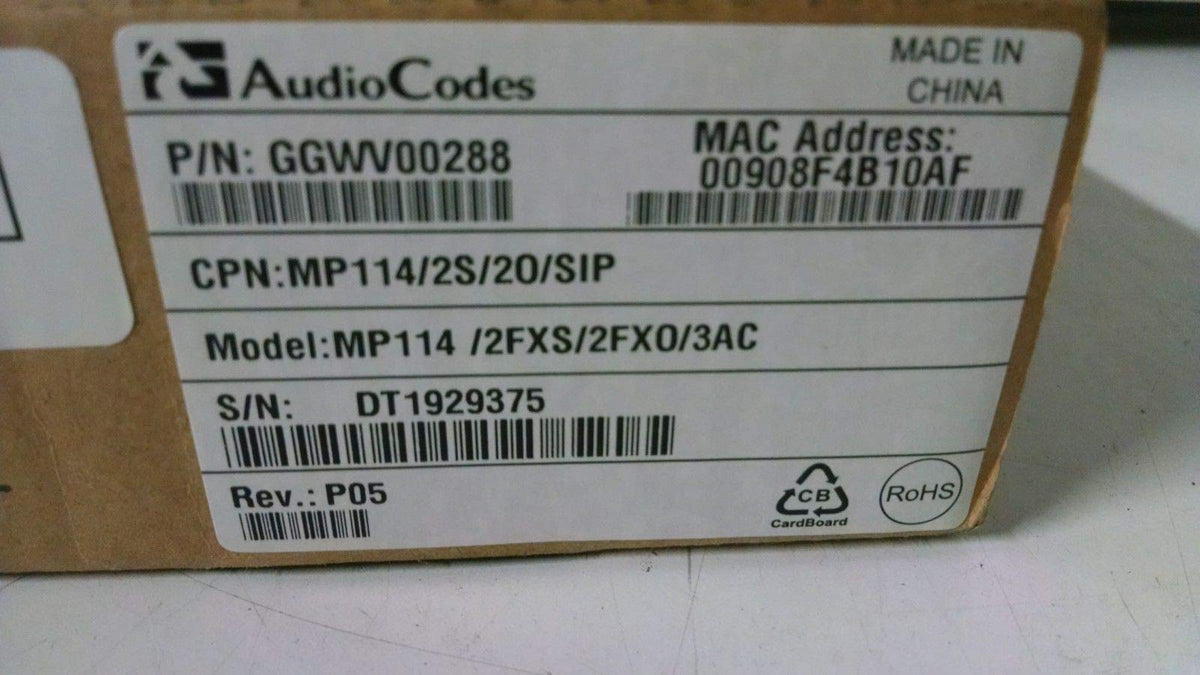 AudioCodes
MADE IN
CHINA
P/N: GGWV00288
MAC Address:
00908F4B10AF
CPN:MP114/2S/2O/SIP
Model:MP114 /2FXS/2FXO/3AC
S/N: DT1929375
Rev.: P05
CB
CardBoard
RoHS